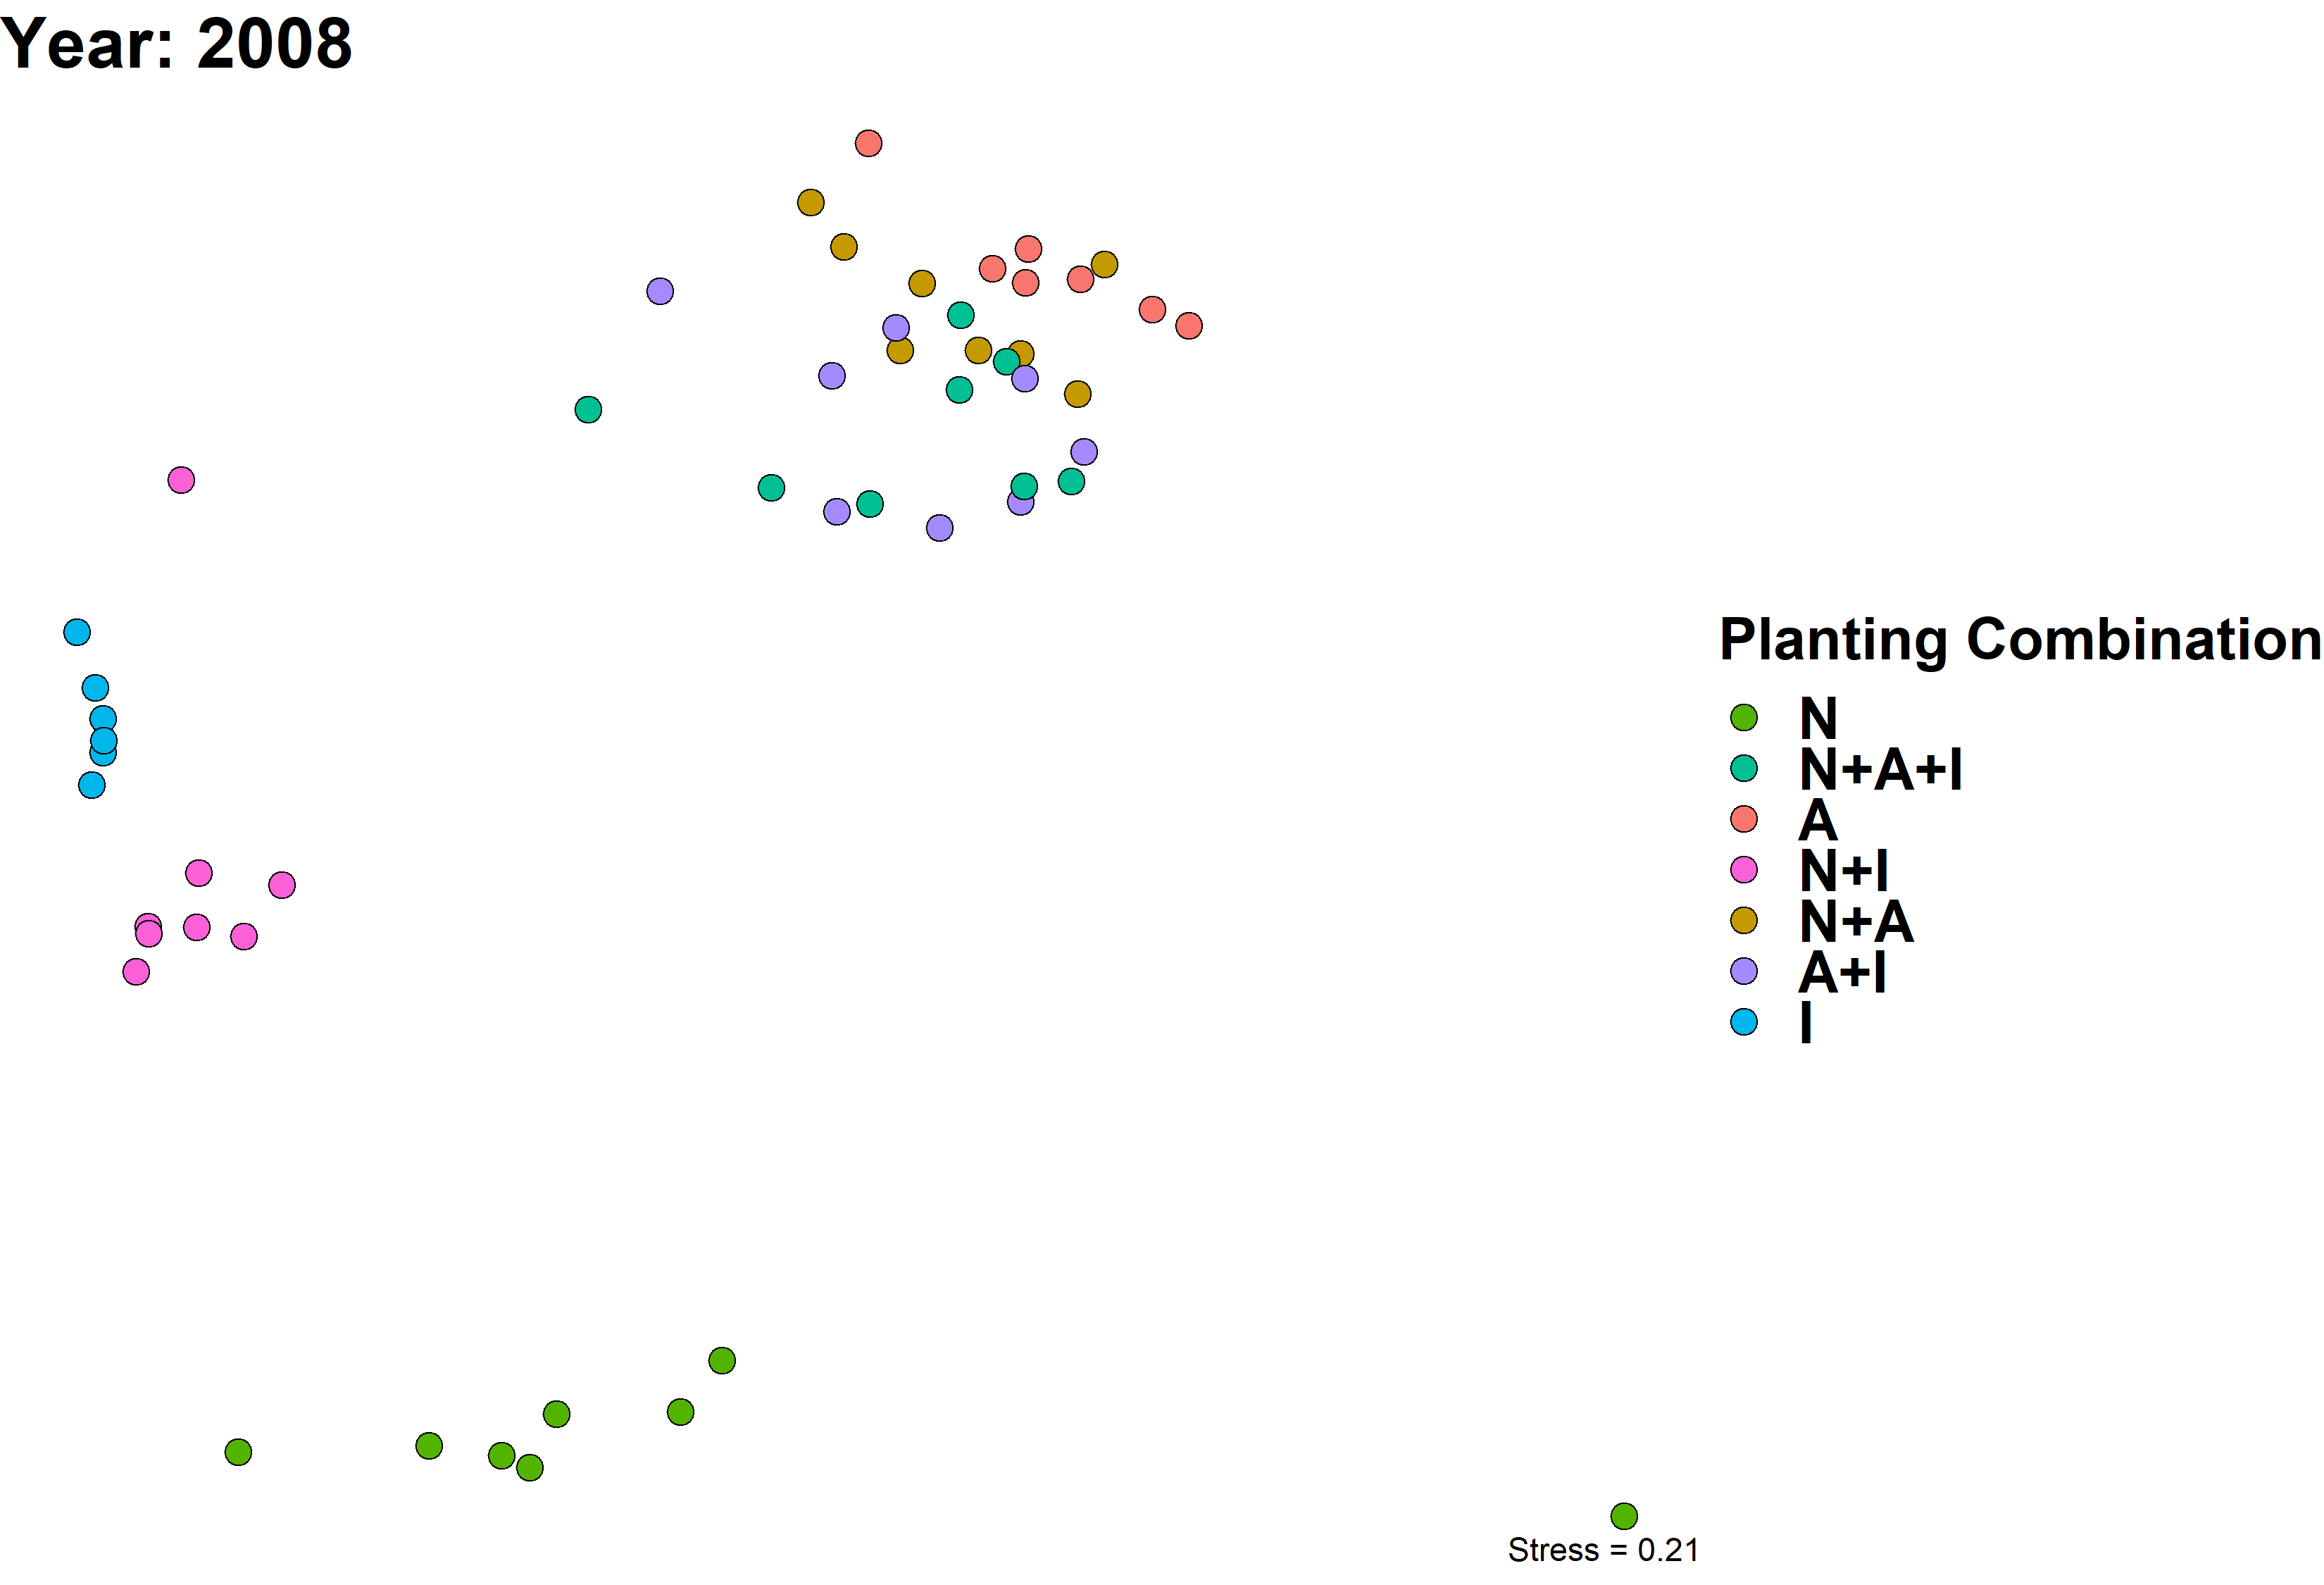 Year: 2008
Planting Combination
N
N+A+I
A
N+I
N+A
A+I
I
Stress = 0.21